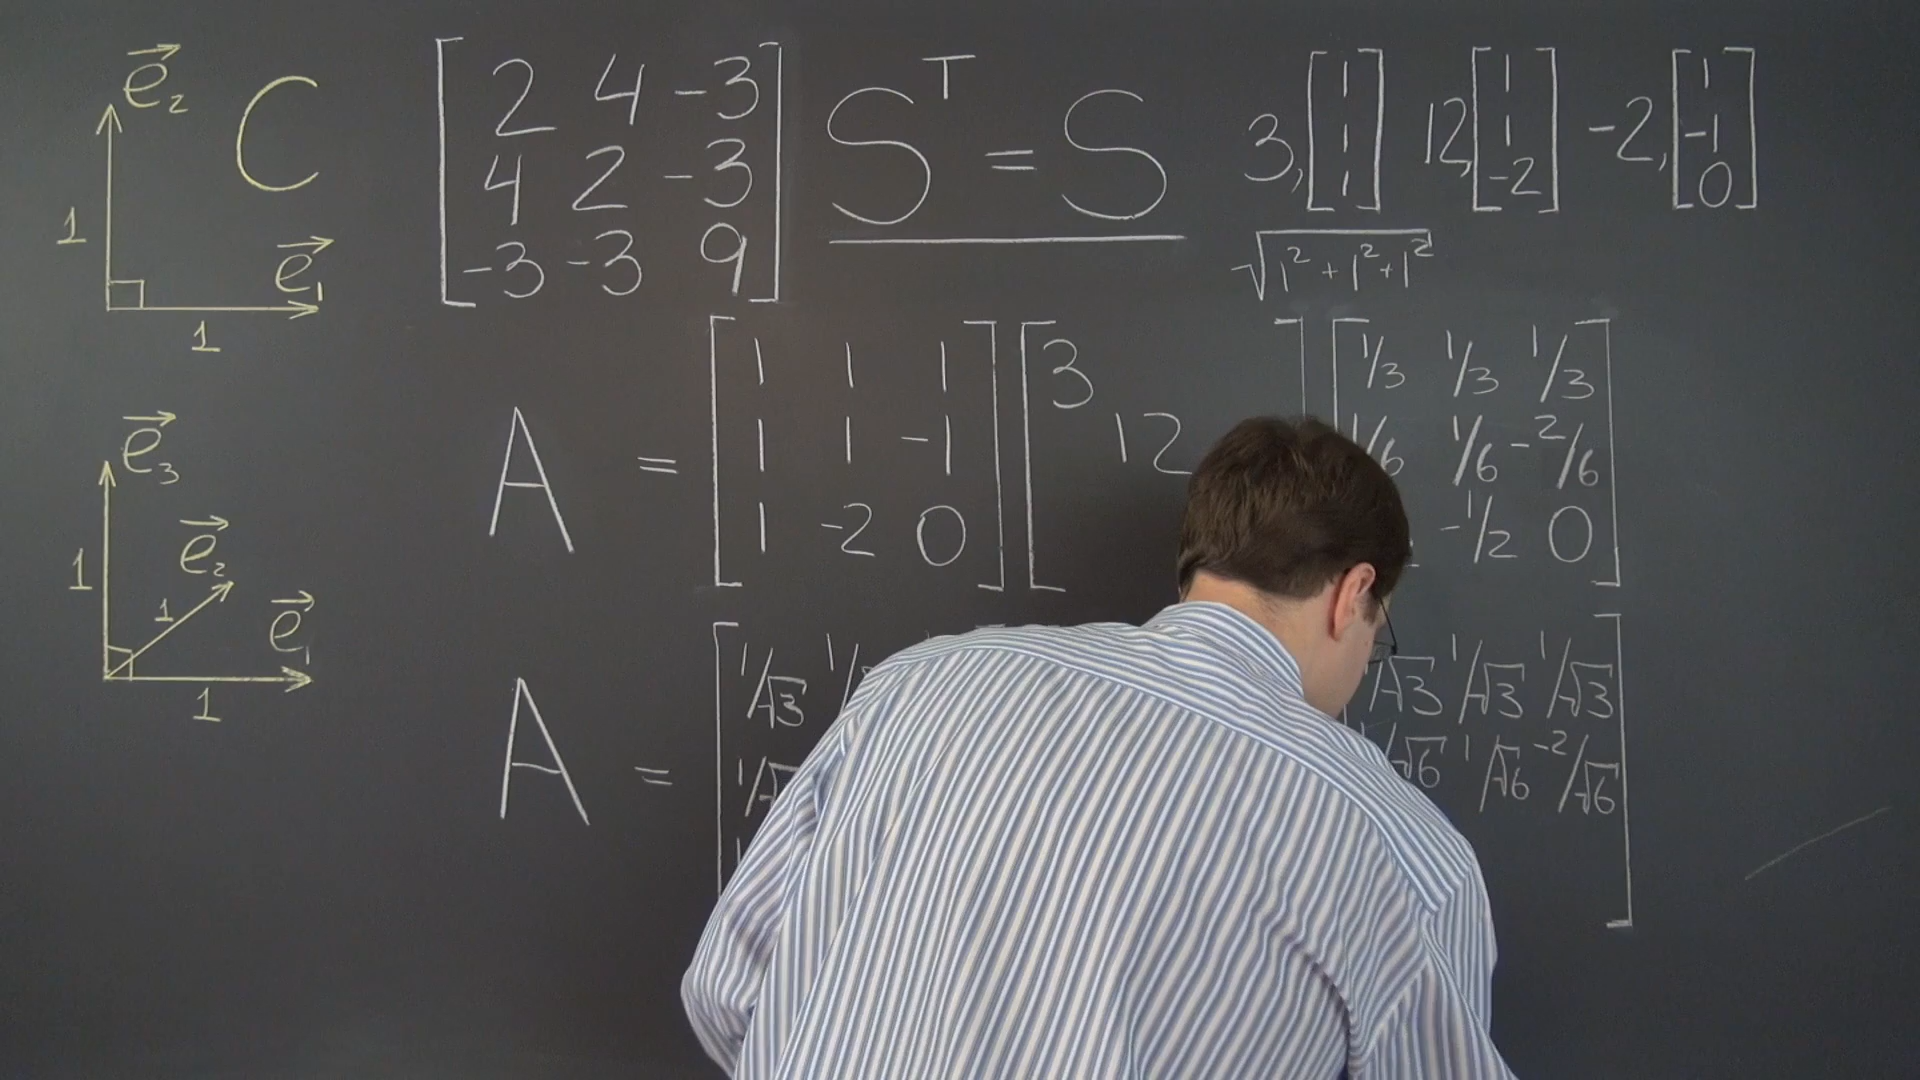 e₂ C
1
e₁
1
e₃
e₂
1
1
e₁
1
[2 4 -3
4 2 -3
-3 -3 9]
Sᵀ = S
3, [1 1 1] 12, [1 1 -2] -2, [1 -1 0]
√1²+1²+1²
A = [1 1 1
1 1 -1
1 -2 0]
[3
12
[1/3 1/3 1/3
1/6 -2/6
-1/2 0]
A = [1/√3
1/√3 1/√3 1/√3
1/√6 -2/√6